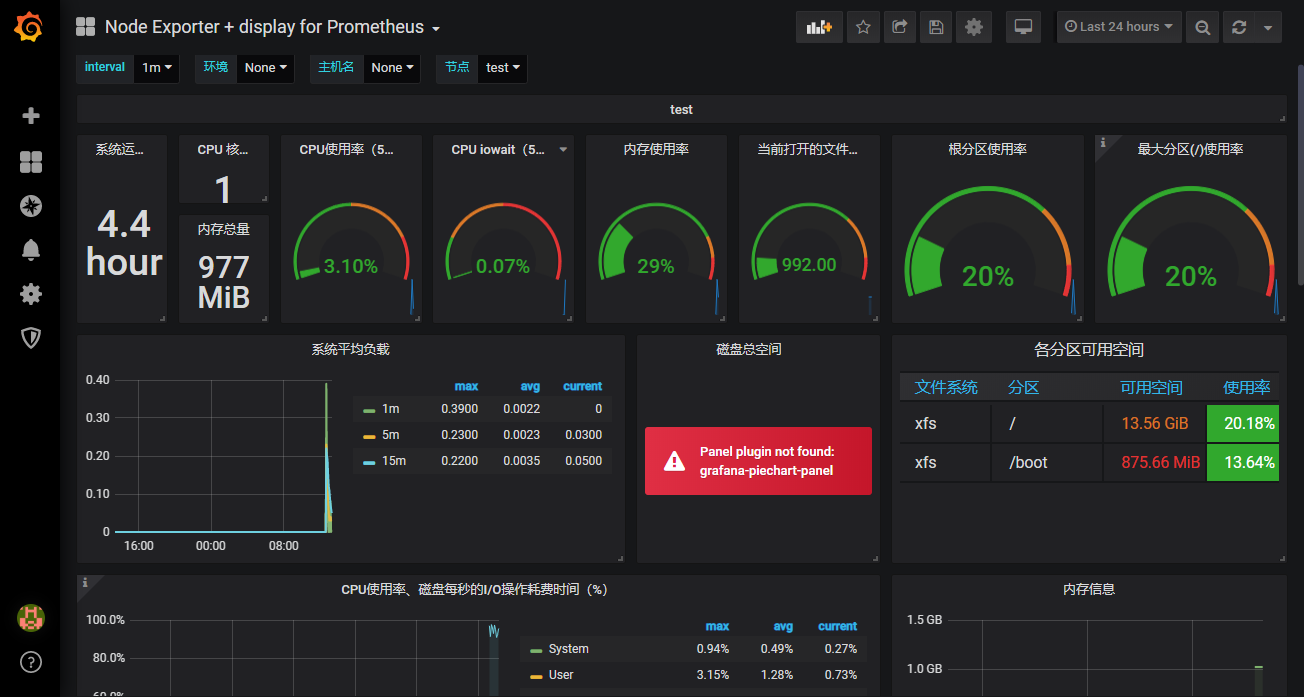 Node Exporter + display for Prometheus
Last 24 hours
interval 1m
环境 None
主机名 None
节点 test
test
系统运...
4.4
hour
CPU 核...
1
内存总量
977
MiB
CPU使用率（5...
3.10%
CPU iowait（5...
0.07%
内存使用率
29%
当前打开的文件...
992.00
根分区使用率
20%
最大分区(/)使用率
20%
系统平均负载
0.40
0.30
0.20
0.10
0
16:00 00:00 08:00
max avg current
1m 0.3900 0.0022 0
5m 0.2300 0.0023 0.0300
15m 0.2200 0.0035 0.0500
磁盘总空间
Panel plugin not found:
grafana-piechart-panel
各分区可用空间
文件系统 分区 可用空间 使用率
xfs / 13.56 GiB 20.18%
xfs /boot 875.66 MiB 13.64%
CPU使用率、磁盘每秒的I/O操作耗费时间（%）
100.0%
80.0%
60.0%
max avg current
System 0.94% 0.49% 0.27%
User 3.15% 1.28% 0.73%
内存信息
1.5 GB
1.0 GB